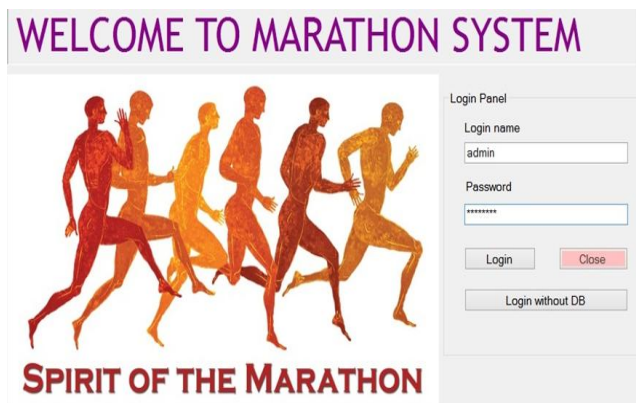 WELCOME TO MARATHON SYSTEM
Login Panel
Login name
admin
Password
********
Login
Close
Login without DB
SPIRIT OF THE MARATHON